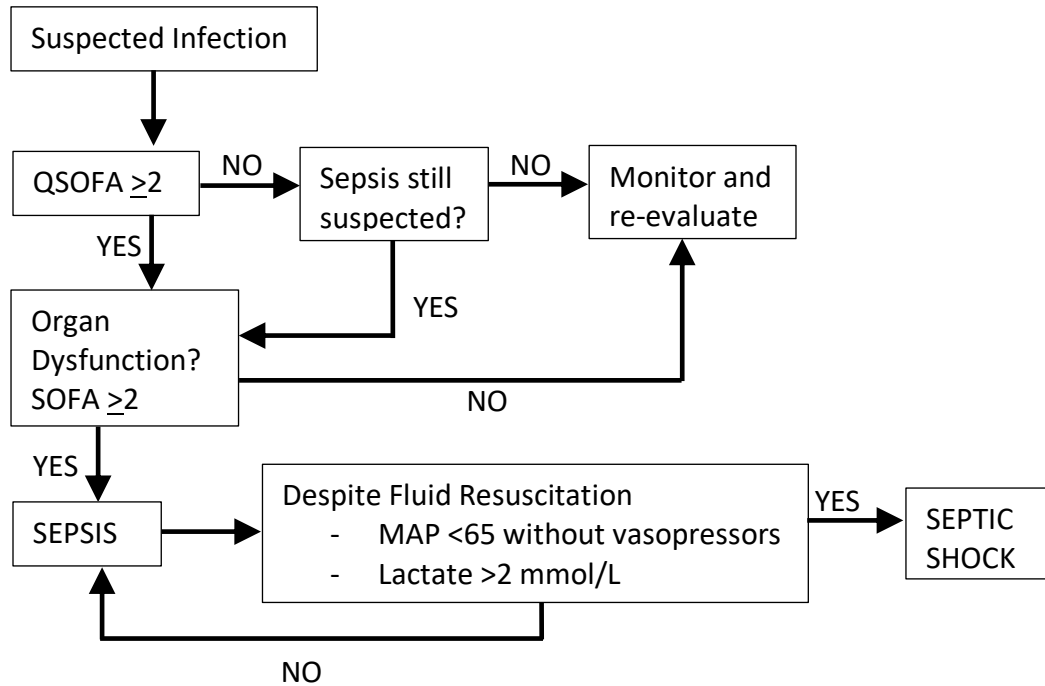 Suspected Infection
NO
NO
QSOFA ≥2
Sepsis still
suspected?
Monitor and
re-evaluate
YES
YES
Organ
Dysfunction?
SOFA ≥2
NO
YES
Despite Fluid Resuscitation
- MAP <65 without vasopressors
- Lactate >2 mmol/L
YES
SEPSIS
SEPTIC
SHOCK
NO